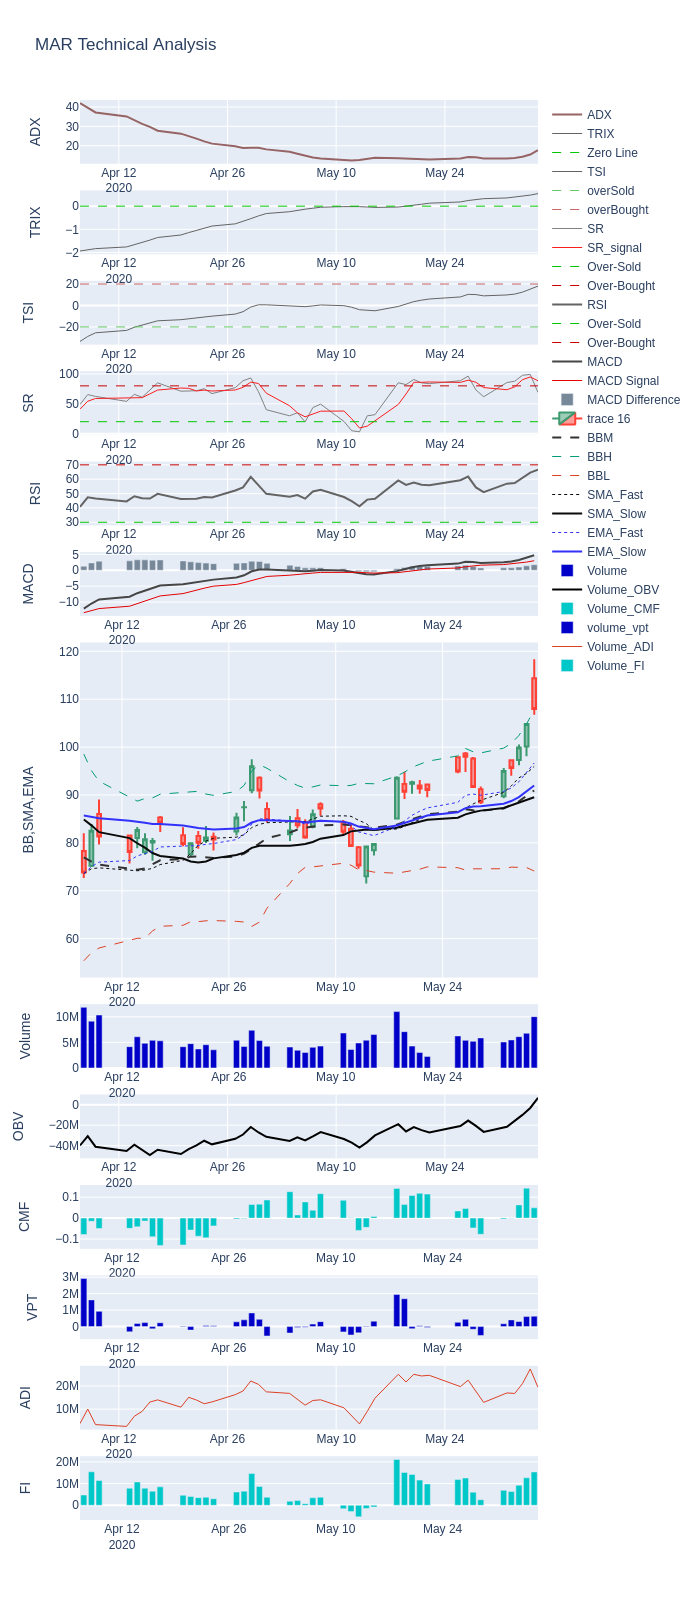 MAR Technical Analysis
ADX
40
30
20
Apr 12
2020
Apr 26
May 10
May 24
TRIX
0
−1
−2
Apr 12
2020
Apr 26
May 10
May 24
TSI
20
0
−20
Apr 12
2020
Apr 26
May 10
May 24
SR
100
50
0
Apr 12
2020
Apr 26
May 10
May 24
RSI
70
60
50
40
30
Apr 12
2020
Apr 26
May 10
May 24
MACD
5
0
−5
−10
Apr 12
2020
Apr 26
May 10
May 24
BB,SMA,EMA
120
110
100
90
80
70
60
Apr 12
2020
Apr 26
May 10
May 24
Volume
10M
5M
0
Apr 12
2020
Apr 26
May 10
May 24
OBV
0
−20M
−40M
Apr 12
2020
Apr 26
May 10
May 24
CMF
0.1
0
−0.1
Apr 12
2020
Apr 26
May 10
May 24
VPT
3M
2M
1M
0
Apr 12
2020
Apr 26
May 10
May 24
ADI
20M
10M
Apr 12
2020
Apr 26
May 10
May 24
FI
20M
10M
0
Apr 12
2020
Apr 26
May 10
May 24
ADX
TRIX
Zero Line
TSI
overSold
overBought
SR
SR_signal
Over-Sold
Over-Bought
RSI
Over-Sold
Over-Bought
MACD
MACD Signal
MACD Difference
trace 16
BBM
BBH
BBL
SMA_Fast
SMA_Slow
EMA_Fast
EMA_Slow
Volume
Volume_OBV
Volume_CMF
volume_vpt
Volume_ADI
Volume_FI